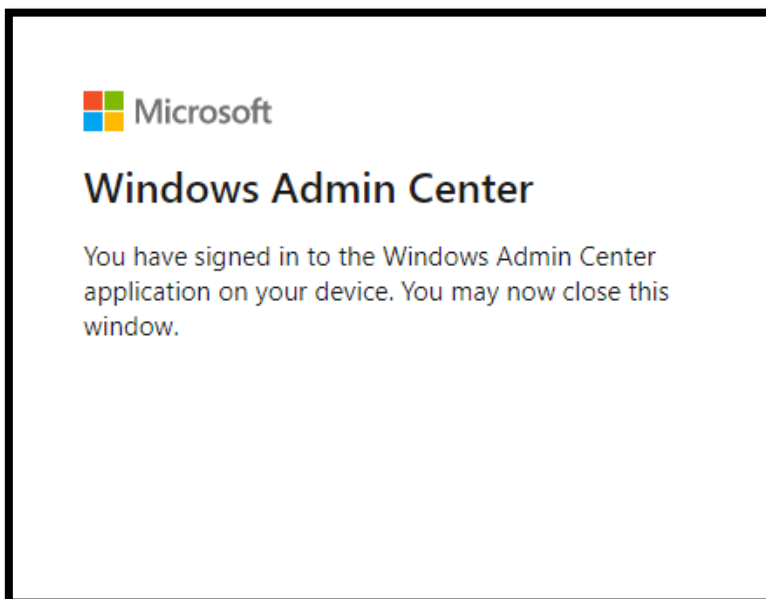 Microsoft
Windows Admin Center
You have signed in to the Windows Admin Center
application on your device. You may now close this
window.